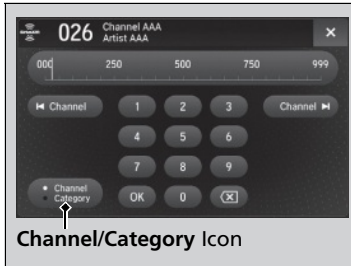 026 Channel AAA
Artist AAA
000 250 500 750 999
Channel 1 2 3 Channel
4 5 6
7 8 9
Channel
Category OK 0
Channel/Category Icon